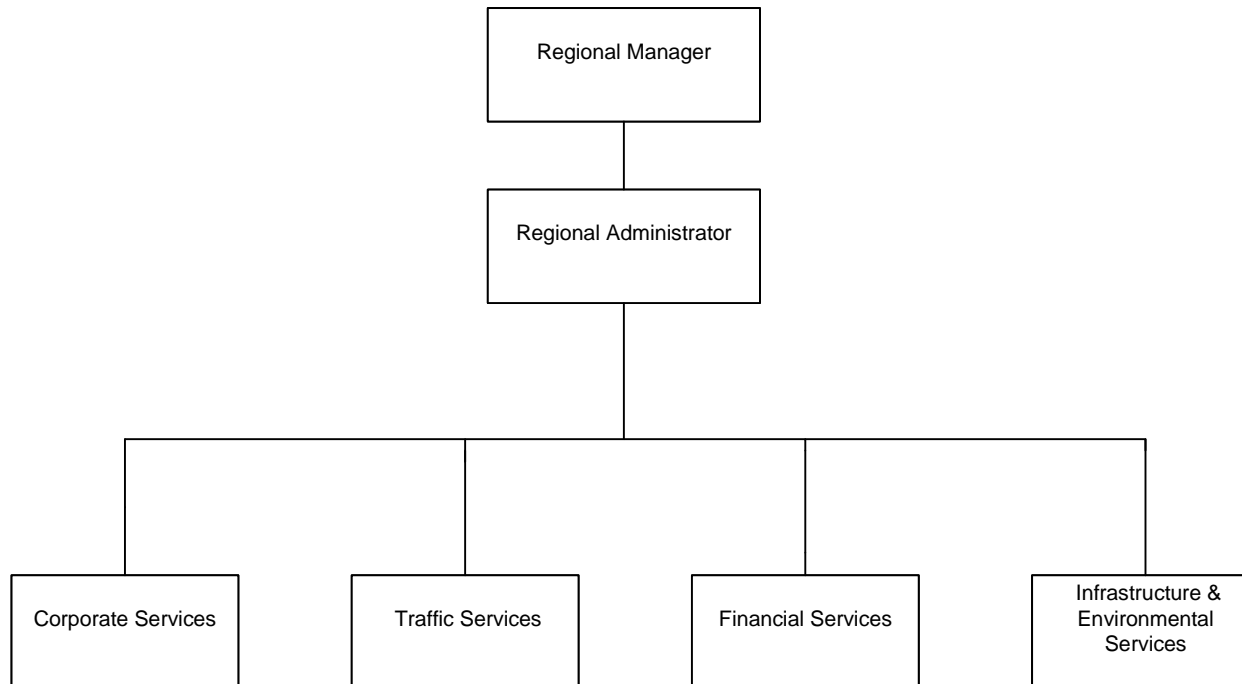 Regional Manager
Regional Administrator
Corporate Services
Traffic Services
Financial Services
Infrastructure &
Environmental
Services